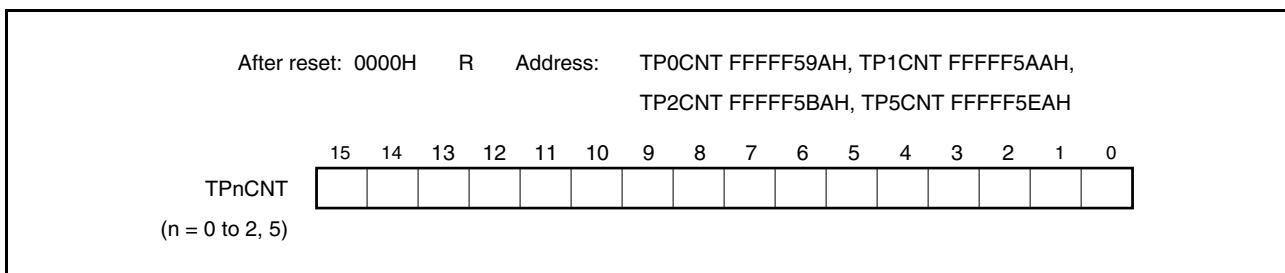 After reset: 0000H R Address: TP0CNT FFFFF59AH, TP1CNT FFFFF5AAH,
TP2CNT FFFFF5BAH, TP5CNT FFFFF5EAH
15 14 13 12 11 10 9 8 7 6 5 4 3 2 1 0
TPnCNT
(n = 0 to 2, 5)